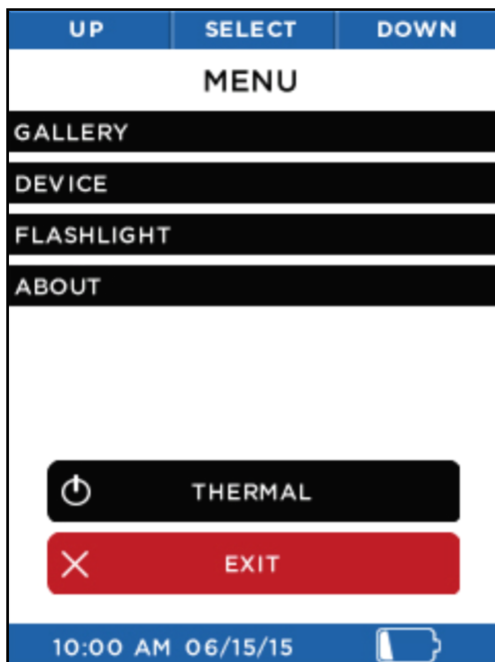 UP SELECT DOWN
MENU
GALLERY
DEVICE
FLASHLIGHT
ABOUT
THERMAL
EXIT
10:00 AM 06/15/15